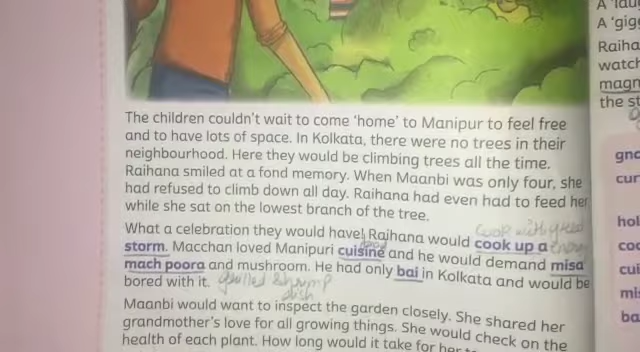 The children couldn't wait to come 'home' to Manipur to feel free
and to have lots of space. In Kolkata, there were no trees in their
neighbourhood. Here they would be climbing trees all the time.
Raihana smiled at a fond memory. When Maanbi was only four, she
had refused to climb down all day. Raihana had even had to feed her
while she sat on the lowest branch of the tree.
What a celebration they would have! Raihana would cook up a
storm. Macchan loved Manipuri cuisine and he would demand misa
mach poora and mushroom. He had only bai in Kolkata and would be
bored with it. grilled shrimp
dish
Maanbi would want to inspect the garden closely. She shared her
grandmother's love for all growing things. She would check on the
health of each plant. How long would it take for her
A 'gig
Raiha
watch
magn
the st
gno
cur
hol
coo
cui
mis
ba